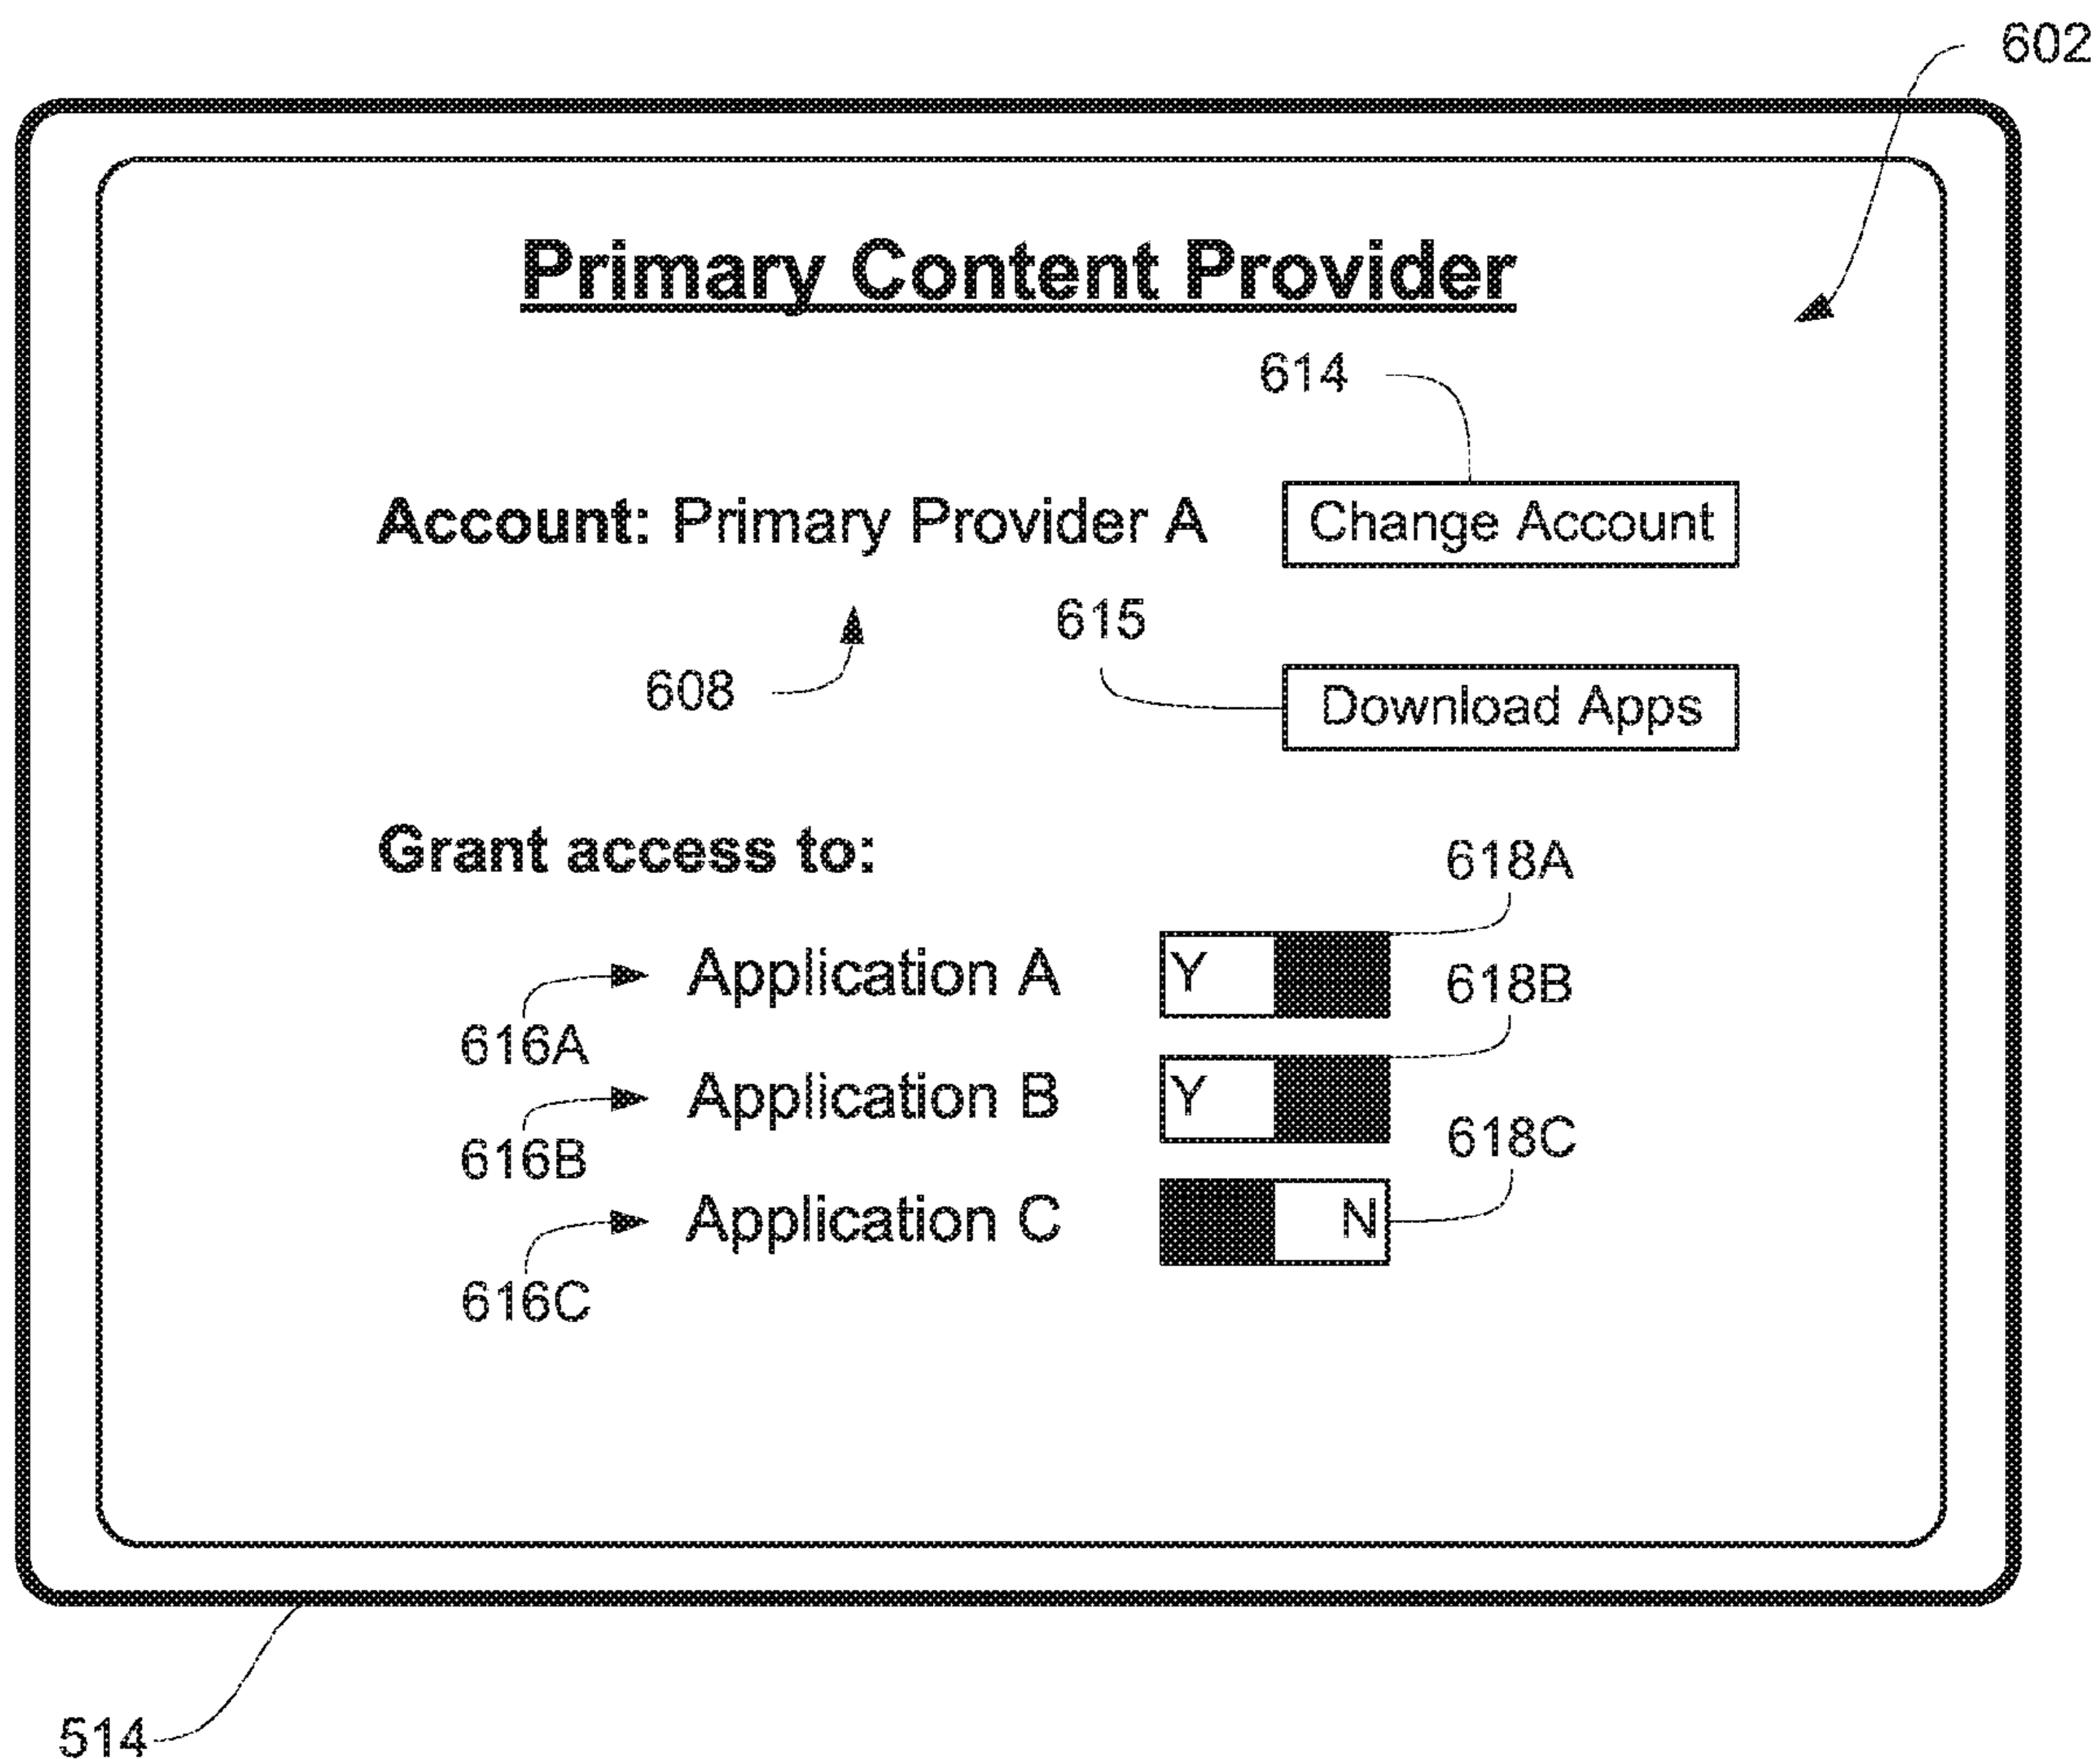 602
Primary Content Provider
614
Account: Primary Provider A
Change Account
615
608
Download Apps
Grant access to:
618A
Application A
Y
618B
616A
Application B
Y
618C
616B
Application C
N
616C
514